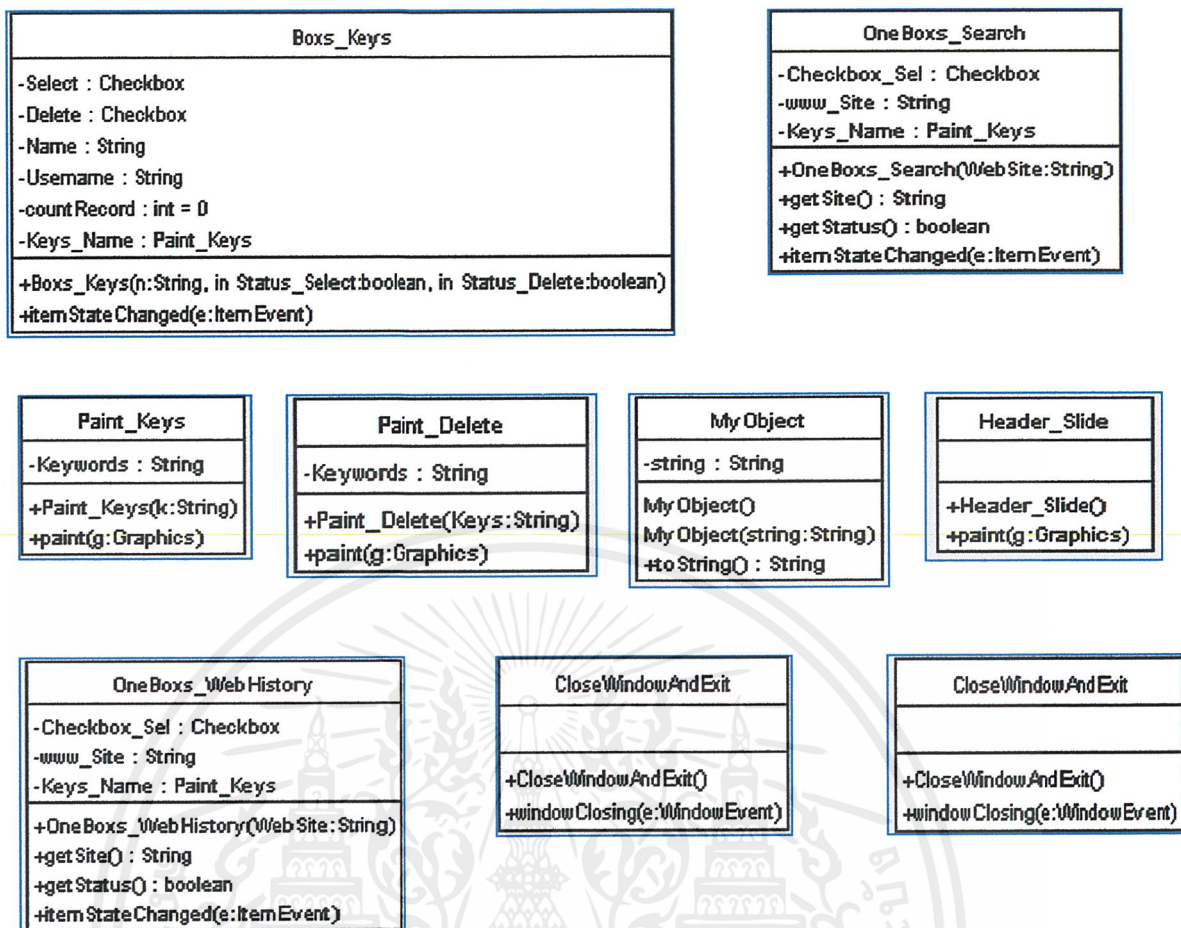 Boxs_Keys
-Select : Checkbox
-Delete : Checkbox
-Name : String
-Username : String
-countRecord : int = 0
-Keys_Name : Paint_Keys
+Boxs_Keys(n:String, in Status_Select:boolean, in Status_Delete:boolean)
+itemStateChanged(e:ItemEvent)
OneBoxs_Search
-Checkbox_Sel : Checkbox
-www_Site : String
-Keys_Name : Paint_Keys
+OneBoxs_Search(WebSite:String)
+getSite() : String
+getStatus() : boolean
+itemStateChanged(e:ItemEvent)
Paint_Keys
-Keywords : String
+Paint_Keys(k:String)
+paint(g:Graphics)
Paint_Delete
-Keywords : String
+Paint_Delete(Keys:String)
+paint(g:Graphics)
MyObject
-string : String
MyObject()
MyObject(string:String)
+toString() : String
Header_Slide
+Header_Slide()
+paint(g:Graphics)
OneBoxs_WebHistory
-Checkbox_Sel : Checkbox
-www_Site : String
-Keys_Name : Paint_Keys
+OneBoxs_WebHistory(WebSite:String)
+getSite() : String
+getStatus() : boolean
+itemStateChanged(e:ItemEvent)
CloseWindowAndExit
+CloseWindowAndExit()
+windowClosing(e:WindowEvent)
CloseWindowAndExit
+CloseWindowAndExit()
+windowClosing(e:WindowEvent)